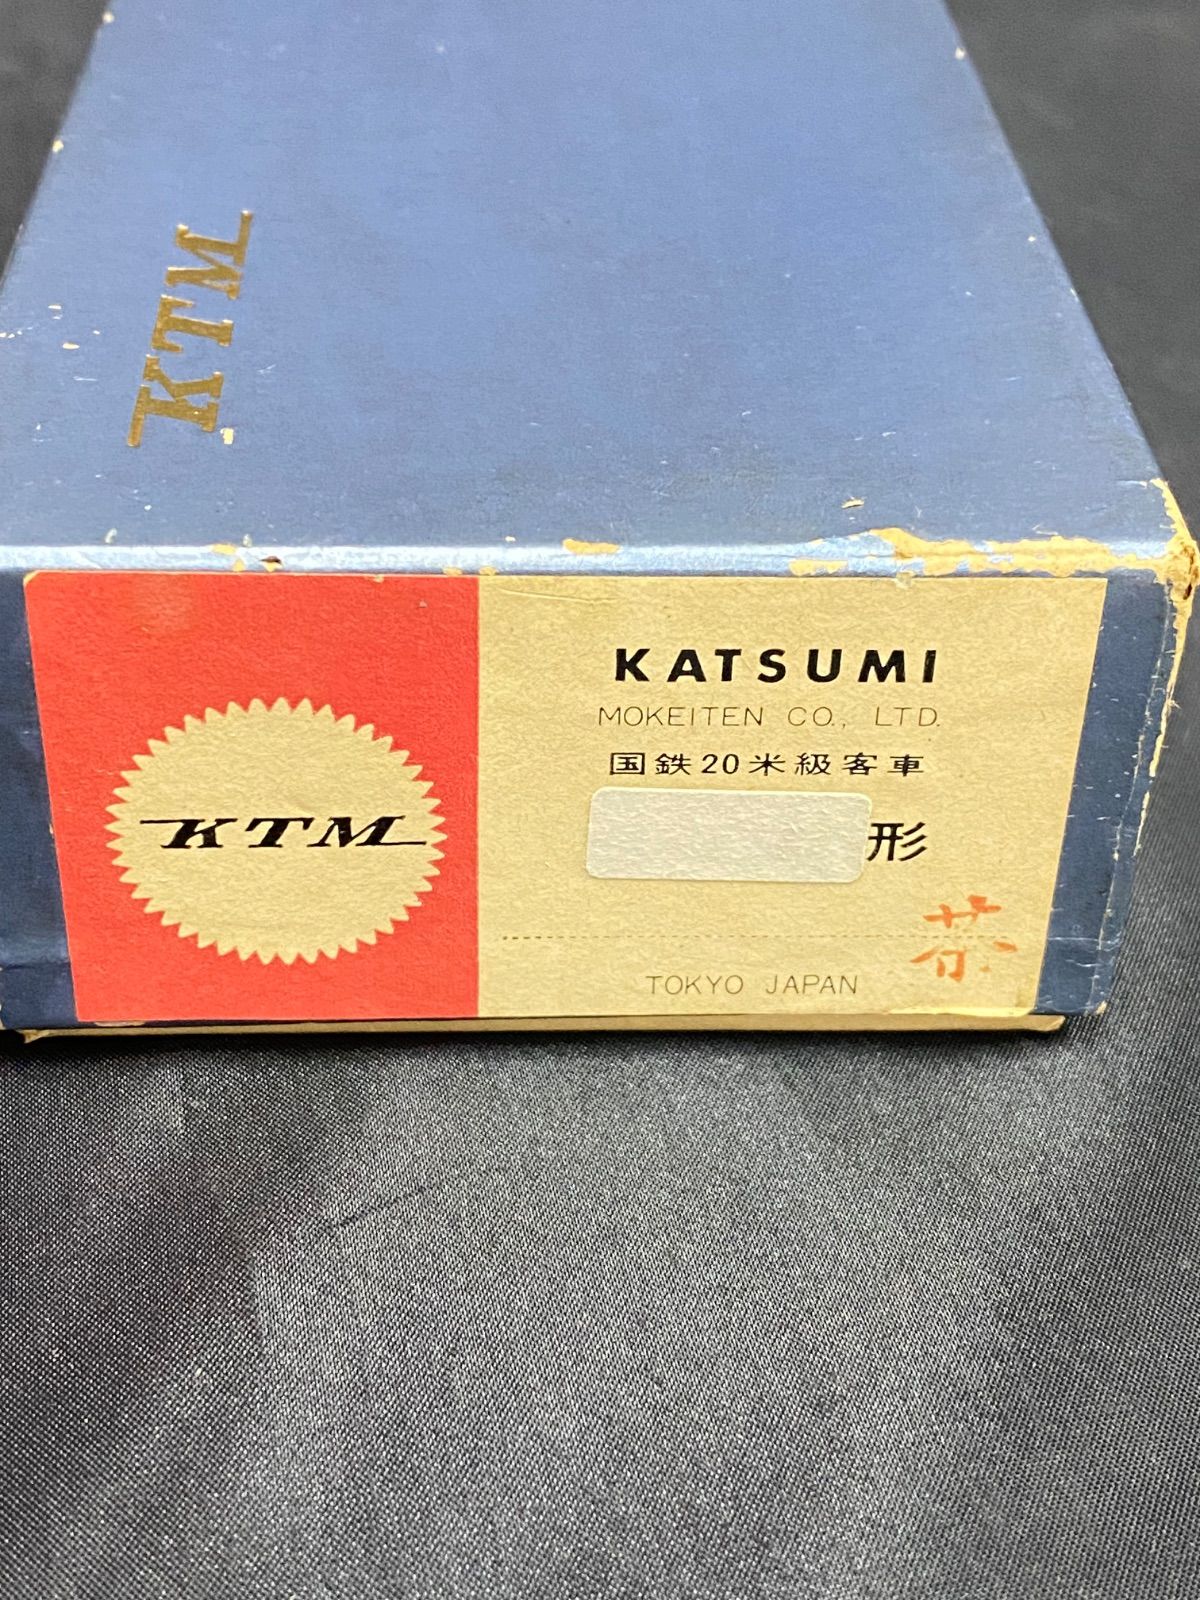 KTM
KTM
KATSUMI
MOKEITEN CO., LTD.
国鉄20米級客車
形
茶
TOKYO JAPAN